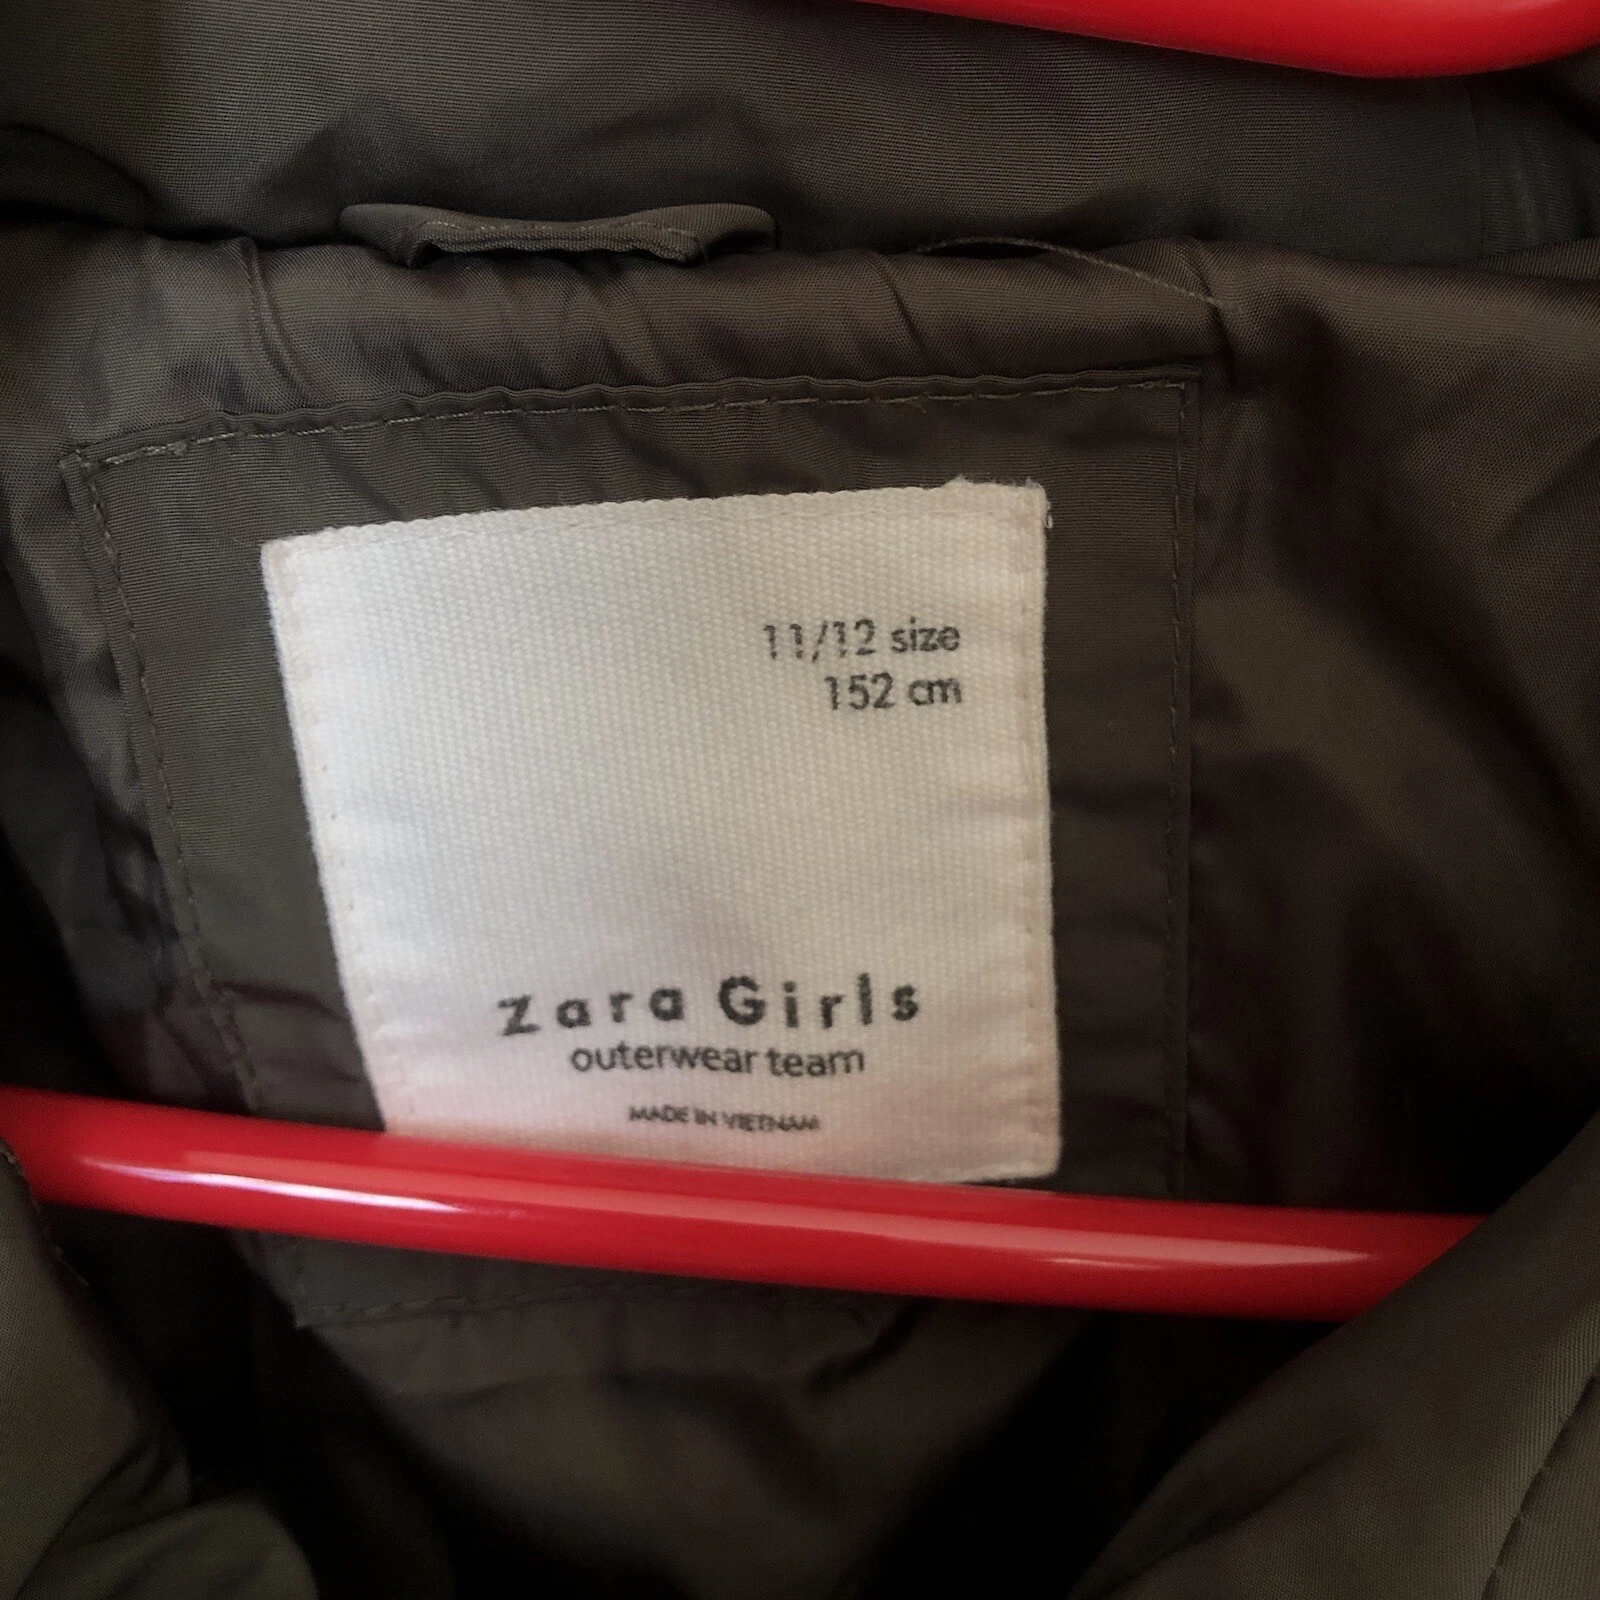 11/12 size
152 cm
Zara Girls
outerwear team
MADE IN VIETNAM